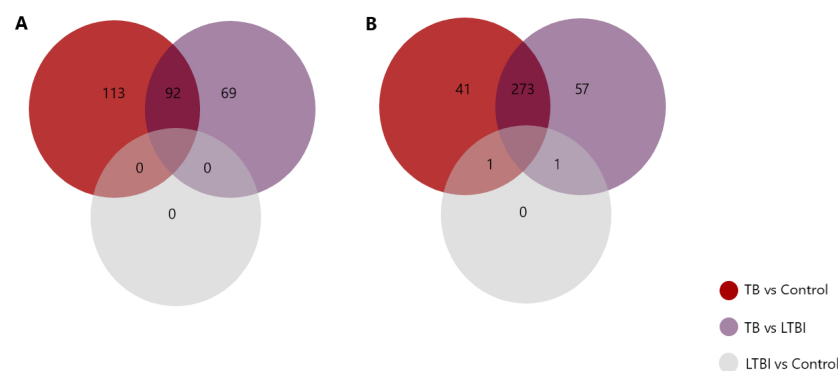 A
113
92
69
0
0
0
B
41
273
57
1
1
0
TB vs Control
TB vs LTBI
LTBI vs Control